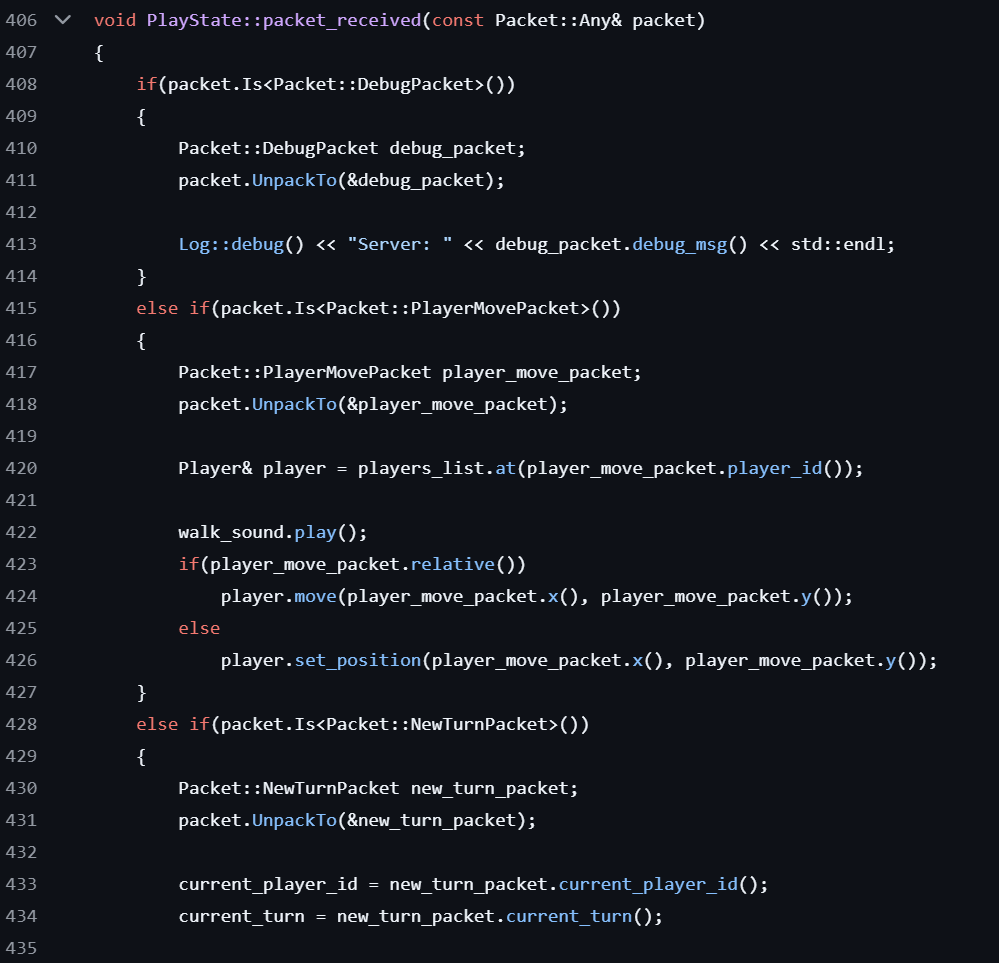 406 void PlayState::packet_received(const Packet::Any& packet)
407 {
408     if(packet.Is<Packet::DebugPacket>())
409     {
410         Packet::DebugPacket debug_packet;
411         packet.UnpackTo(&debug_packet);
412
413         Log::debug() << "Server: " << debug_packet.debug_msg() << std::endl;
414     }
415     else if(packet.Is<Packet::PlayerMovePacket>())
416     {
417         Packet::PlayerMovePacket player_move_packet;
418         packet.UnpackTo(&player_move_packet);
419
420         Player& player = players_list.at(player_move_packet.player_id());
421
422         walk_sound.play();
423         if(player_move_packet.relative())
424             player.move(player_move_packet.x(), player_move_packet.y());
425         else
426             player.set_position(player_move_packet.x(), player_move_packet.y());
427     }
428     else if(packet.Is<Packet::NewTurnPacket>())
429     {
430         Packet::NewTurnPacket new_turn_packet;
431         packet.UnpackTo(&new_turn_packet);
432
433         current_player_id = new_turn_packet.current_player_id();
434         current_turn = new_turn_packet.current_turn();
435